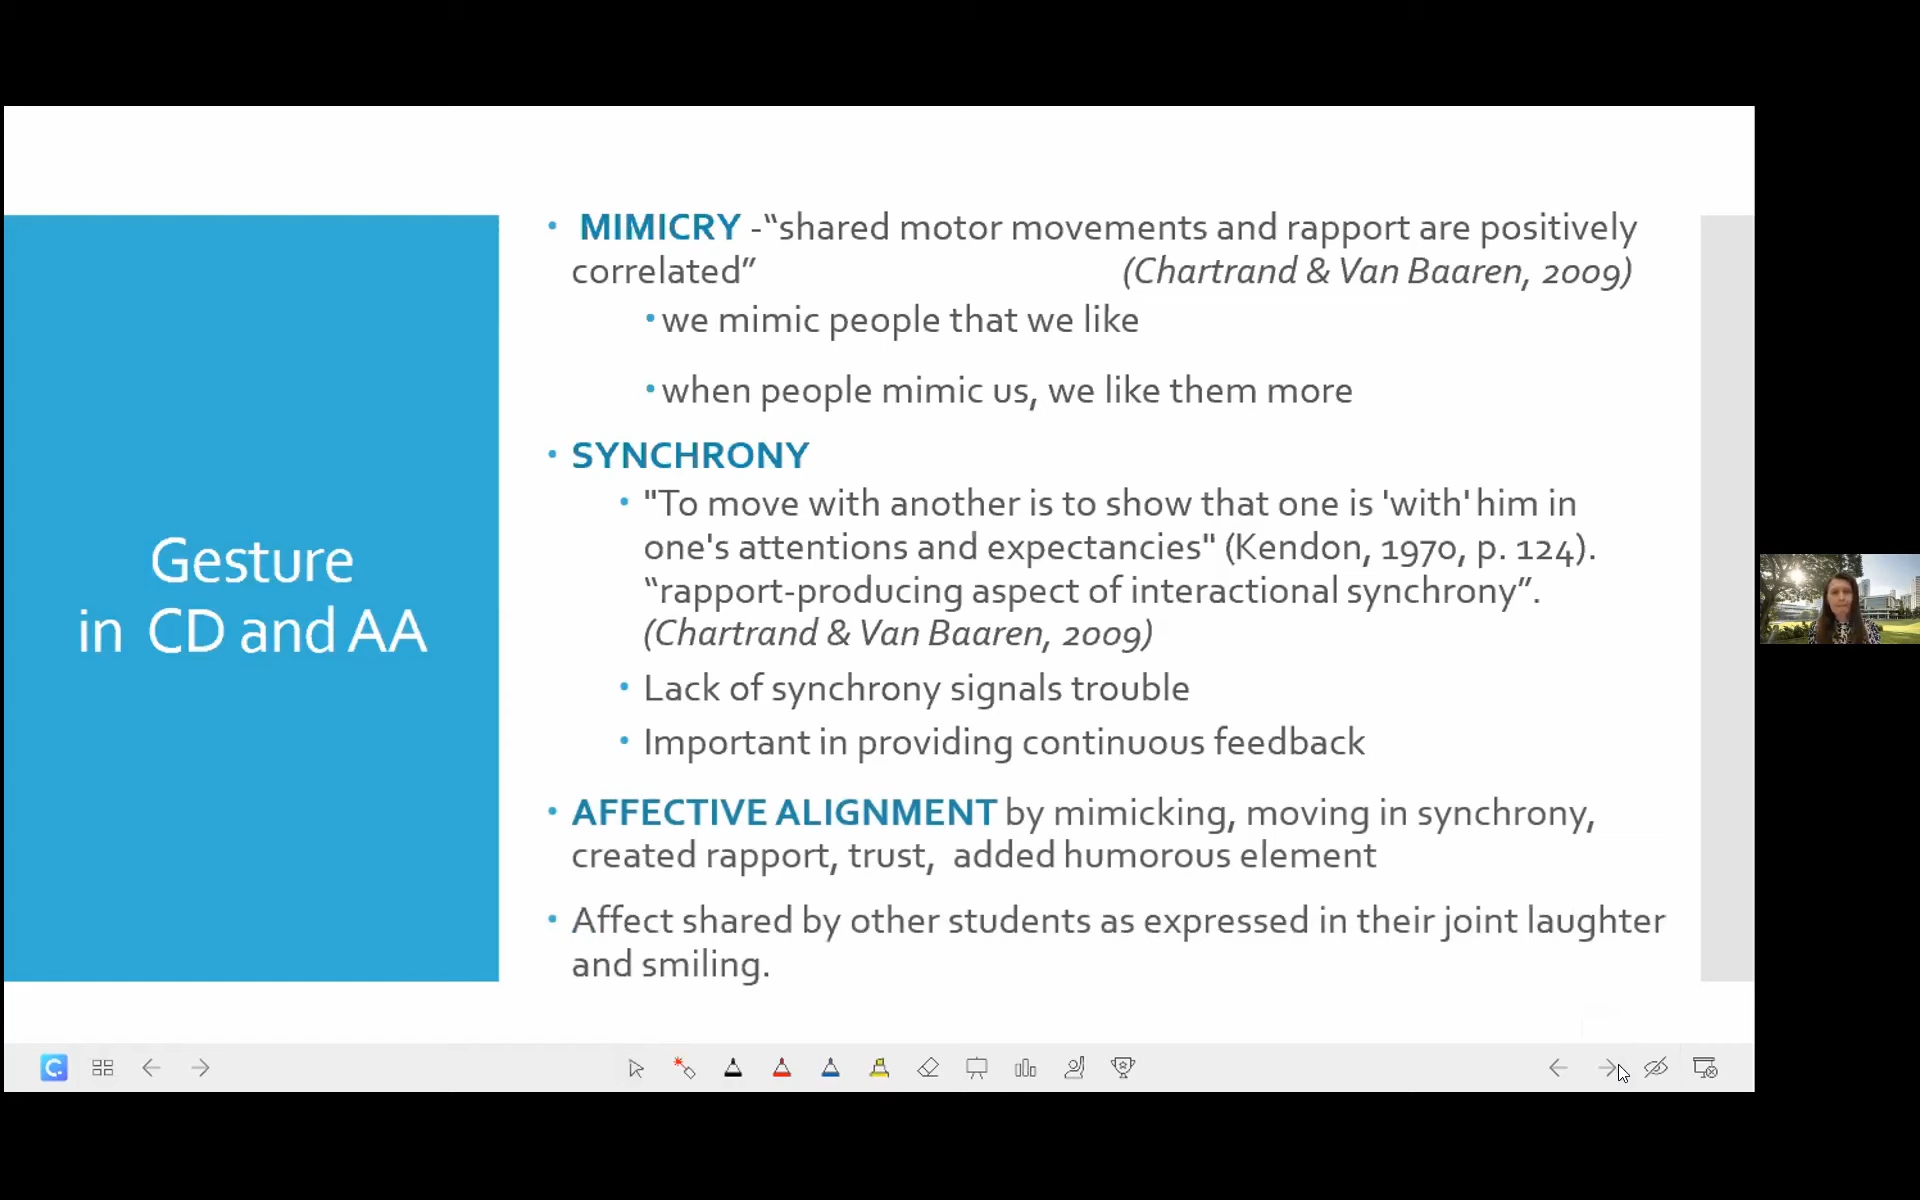 Gesture
in CD and AA
• MIMICRY -“shared motor movements and rapport are positively
correlated” (Chartrand & Van Baaren, 2009)
• we mimic people that we like
• when people mimic us, we like them more
• SYNCHRONY
• "To move with another is to show that one is 'with' him in
one's attentions and expectancies" (Kendon, 1970, p. 124).
“rapport-producing aspect of interactional synchrony”.
(Chartrand & Van Baaren, 2009)
• Lack of synchrony signals trouble
• Important in providing continuous feedback
• AFFECTIVE ALIGNMENT by mimicking, moving in synchrony,
created rapport, trust, added humorous element
• Affect shared by other students as expressed in their joint laughter
and smiling.
C.